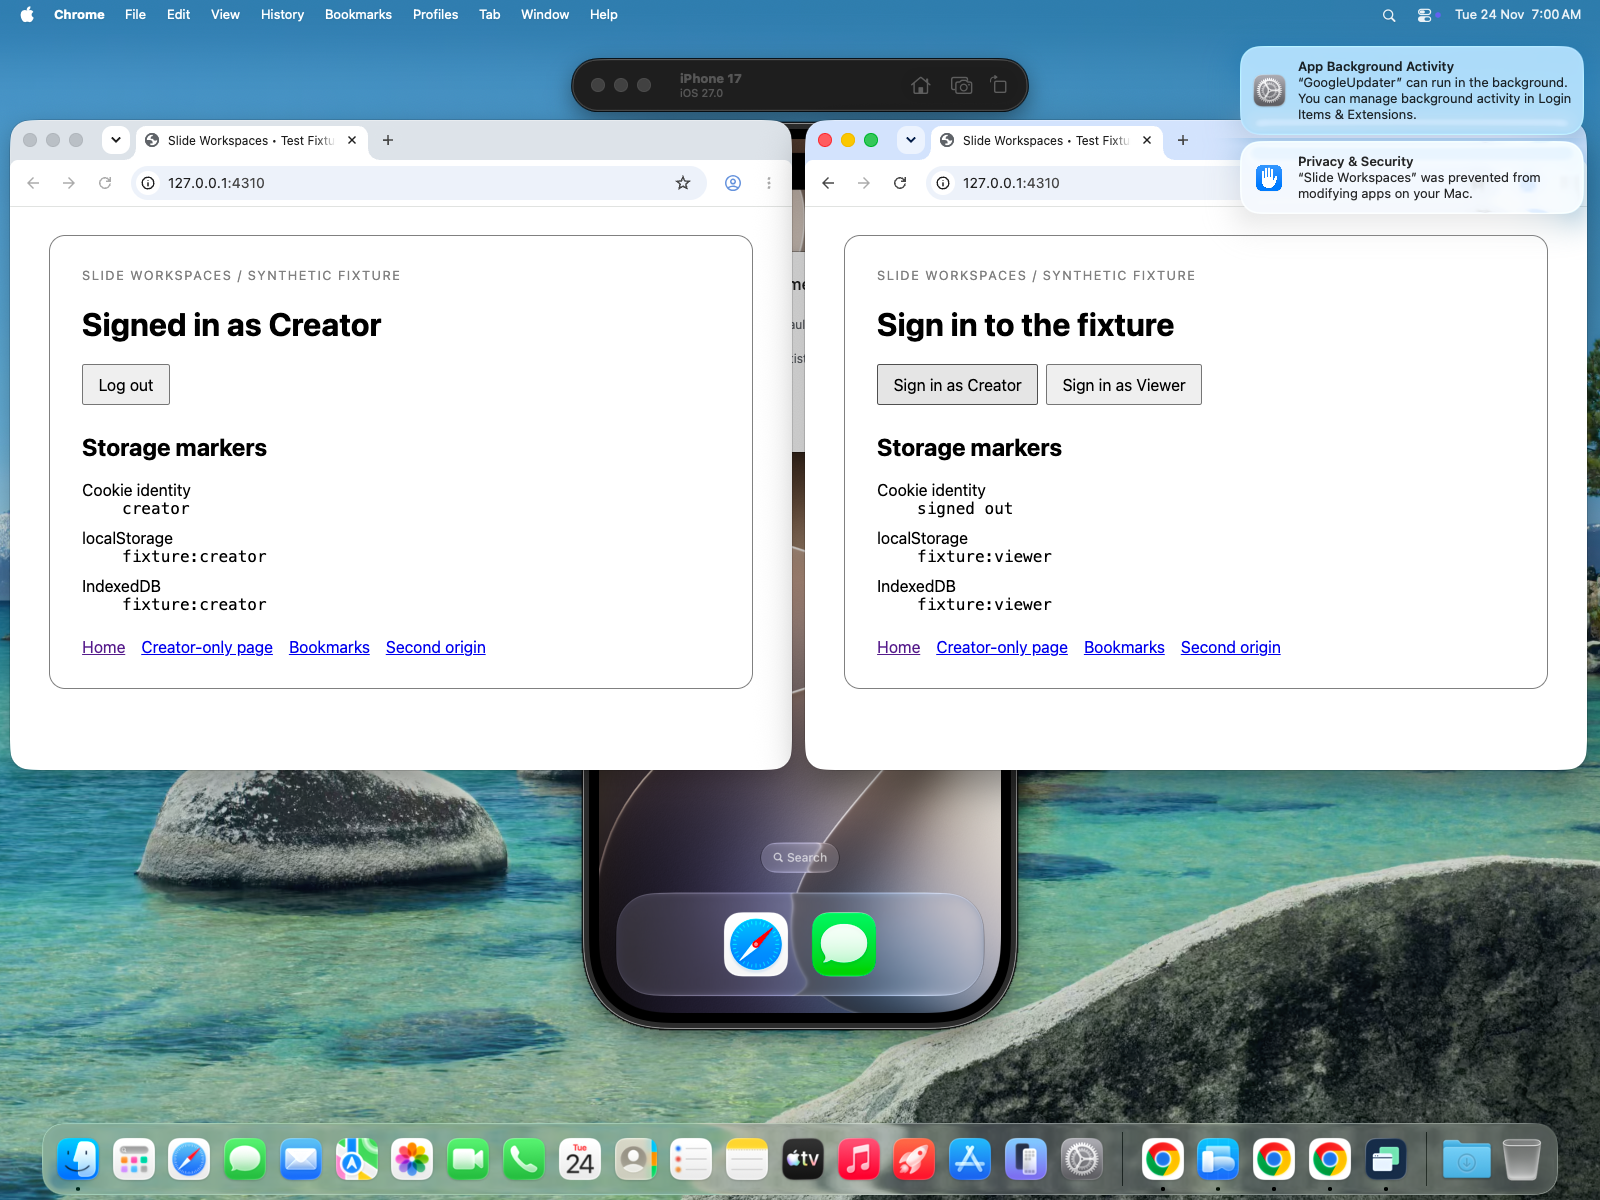 Chrome File Edit View History Bookmarks Profiles Tab Window Help
Tue 24 Nov 7:00 AM
App Background Activity
“GoogleUpdater” can run in the background.
You can manage background activity in Login
Items & Extensions.
Privacy & Security
“Slide Workspaces” was prevented from
modifying apps on your Mac.
iPhone 17
iOS 27.0
Slide Workspaces • Test Fixtu
127.0.0.1:4310
SLIDE WORKSPACES / SYNTHETIC FIXTURE
Signed in as Creator
Log out
Storage markers
Cookie identity
creator
localStorage
fixture:creator
IndexedDB
fixture:creator
Home Creator-only page Bookmarks Second origin
Slide Workspaces • Test Fixtu
127.0.0.1:4310
SLIDE WORKSPACES / SYNTHETIC FIXTURE
Sign in to the fixture
Sign in as Creator Sign in as Viewer
Storage markers
Cookie identity
signed out
localStorage
fixture:viewer
IndexedDB
fixture:viewer
Home Creator-only page Bookmarks Second origin
Search
Tue
24
tv